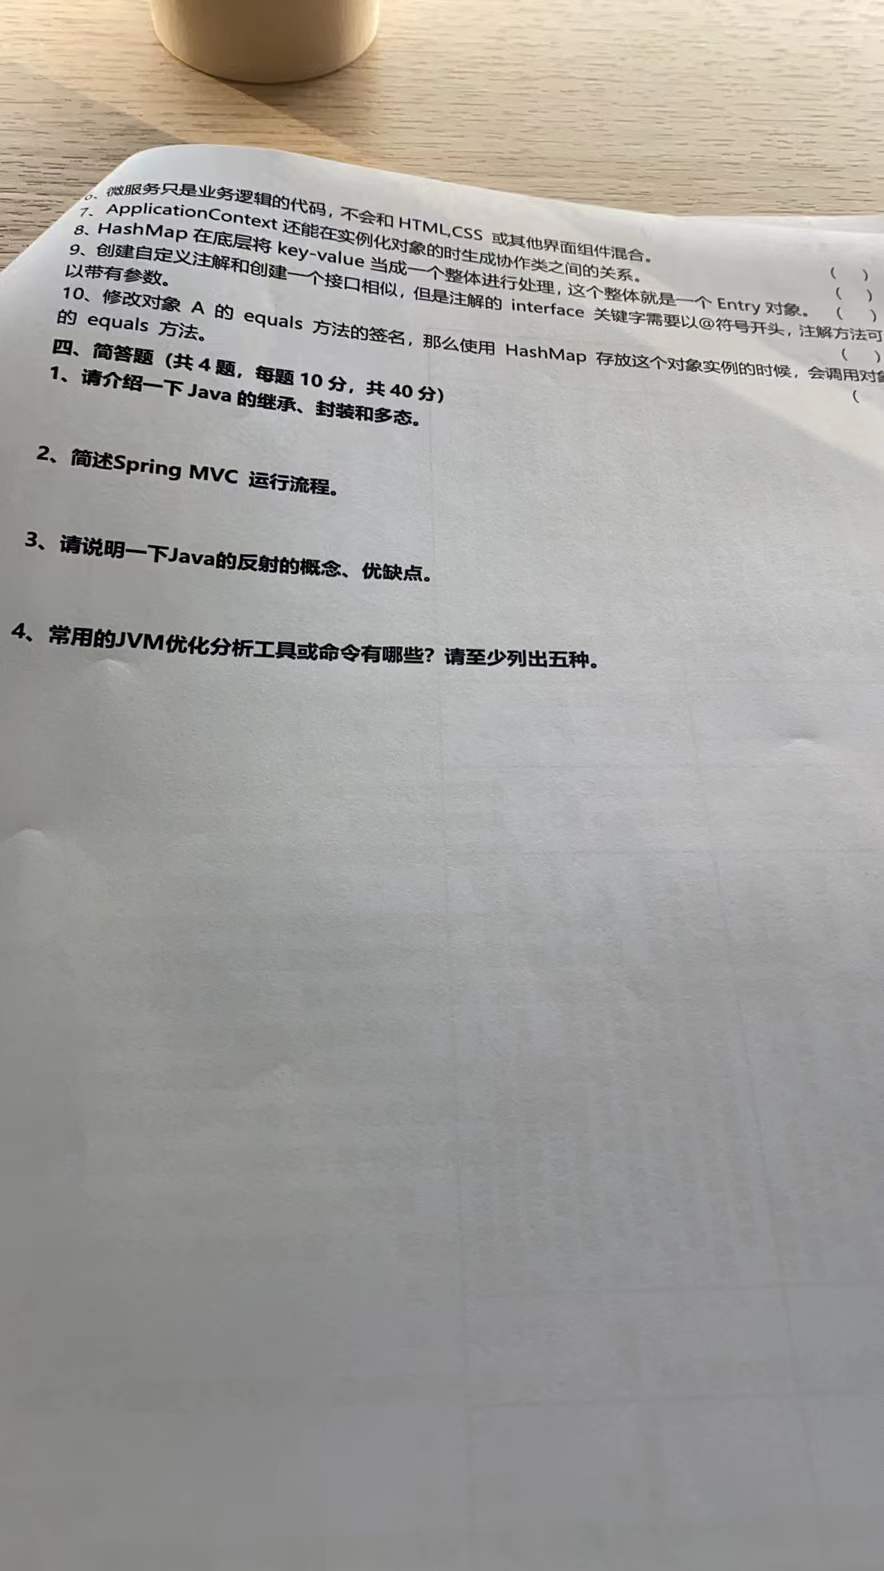 6、微服务只是业务逻辑的代码，不会和 HTML,CSS 或其他界面组件混合。 （ ）
7、ApplicationContext 还能在实例化对象的时生成协作类之间的关系。 （ ）
8、HashMap 在底层将 key-value 当成一个整体进行处理，这个整体就是一个 Entry 对象。 （ ）
9、创建自定义注解和创建一个接口相似，但是注解的 interface 关键字需要以@符号开头，注解方法可
以带有参数。 （ ）
10、修改对象 A 的 equals 方法的签名，那么使用 HashMap 存放这个对象实例的时候，会调用对象
的 equals 方法。 （
四、简答题（共 4 题，每题 10 分，共 40 分）
1、请介绍一下 Java 的继承、封装和多态。
2、简述Spring MVC 运行流程。
3、请说明一下Java的反射的概念、优缺点。
4、常用的JVM优化分析工具或命令有哪些？请至少列出五种。